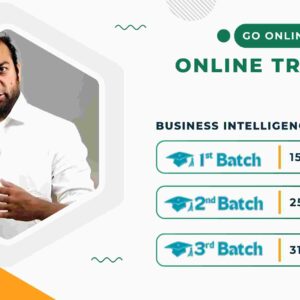 GO ONLIN
ONLINE TR
BUSINESS INTELLIGENC
1st Batch 15
2nd Batch 25
3rd Batch 31